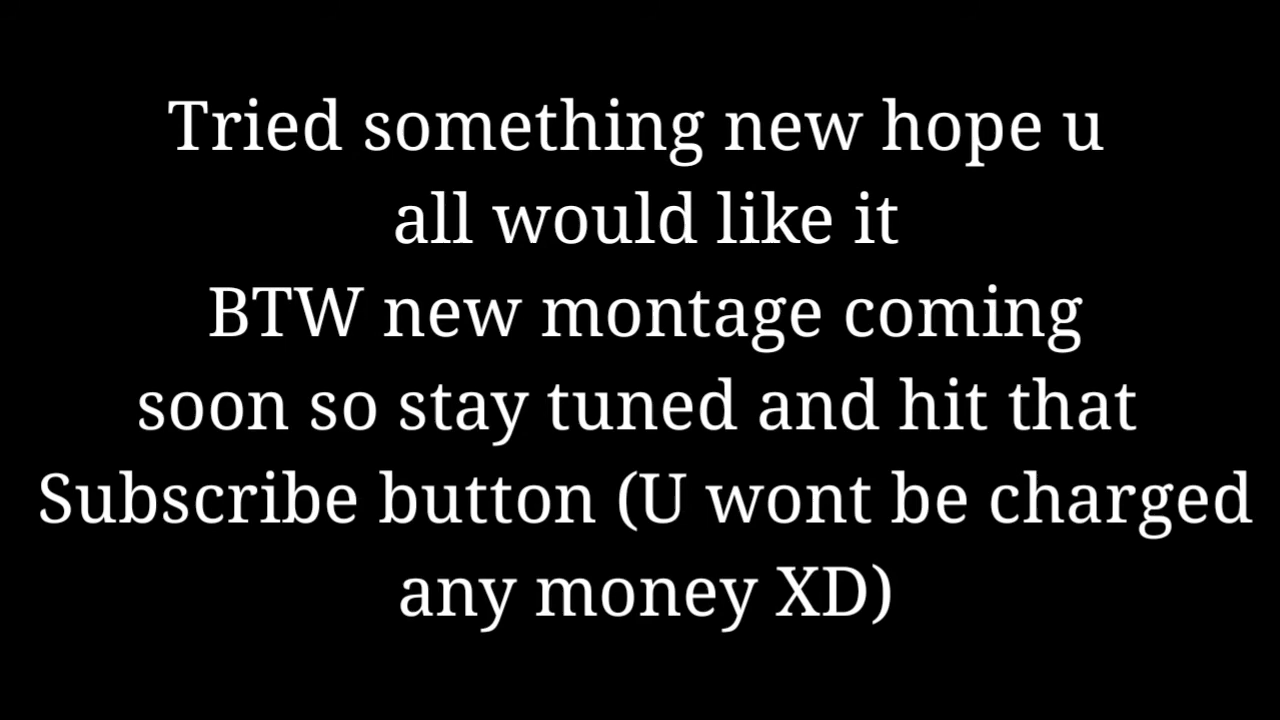 Tried something new hope u
all would like it
BTW new montage coming
soon so stay tuned and hit that
Subscribe button (U wont be charged
any money XD)